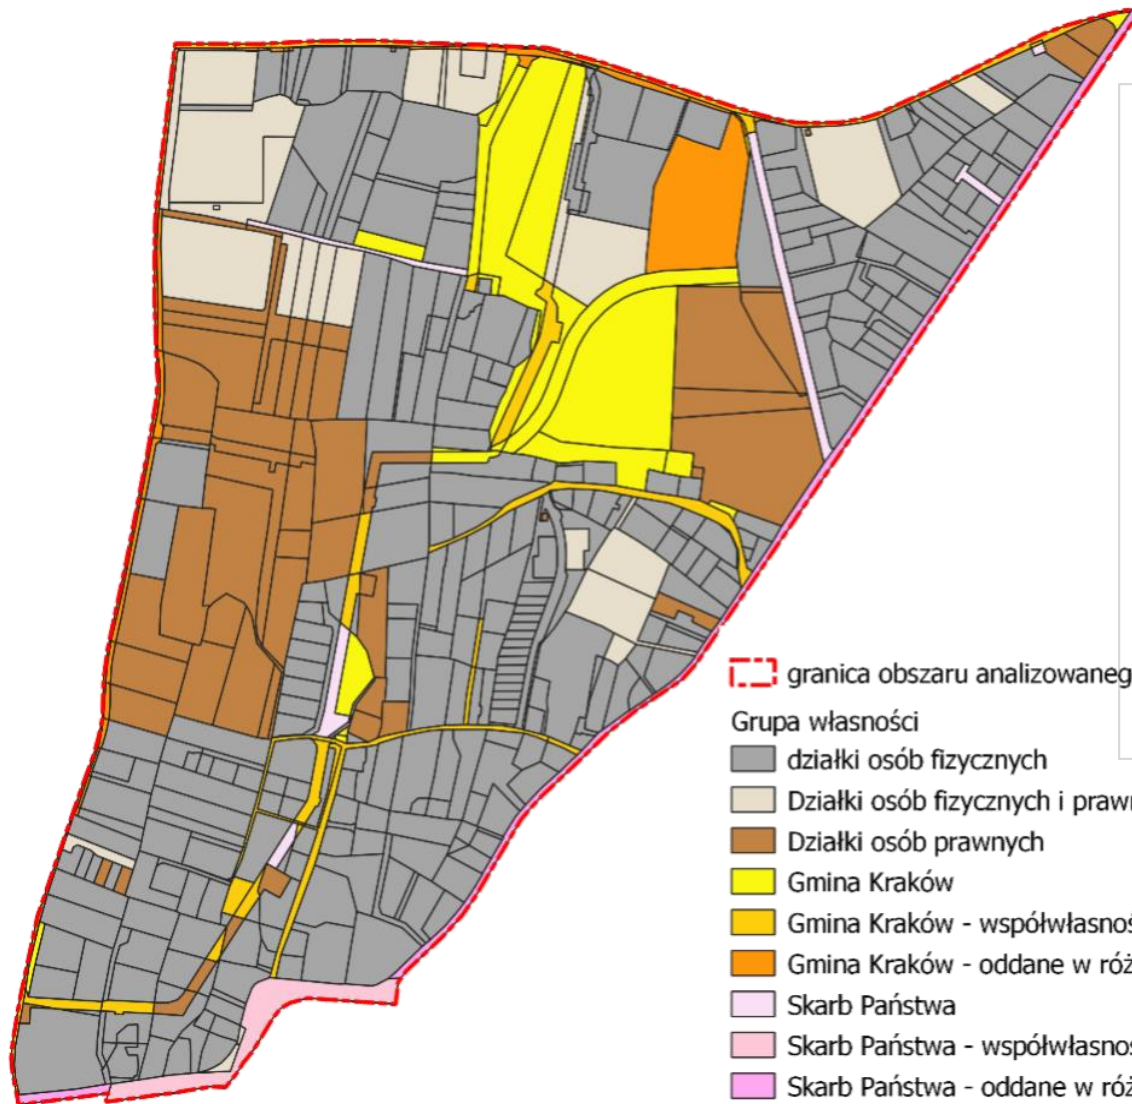 granica obszaru analizowaneg
Grupa własności
działki osób fizycznych
Działki osób fizycznych i prawn
Działki osób prawnych
Gmina Kraków
Gmina Kraków - współwłasnoś
Gmina Kraków - oddane w róż
Skarb Państwa
Skarb Państwa - współwłasnoś
Skarb Państwa - oddane w róż